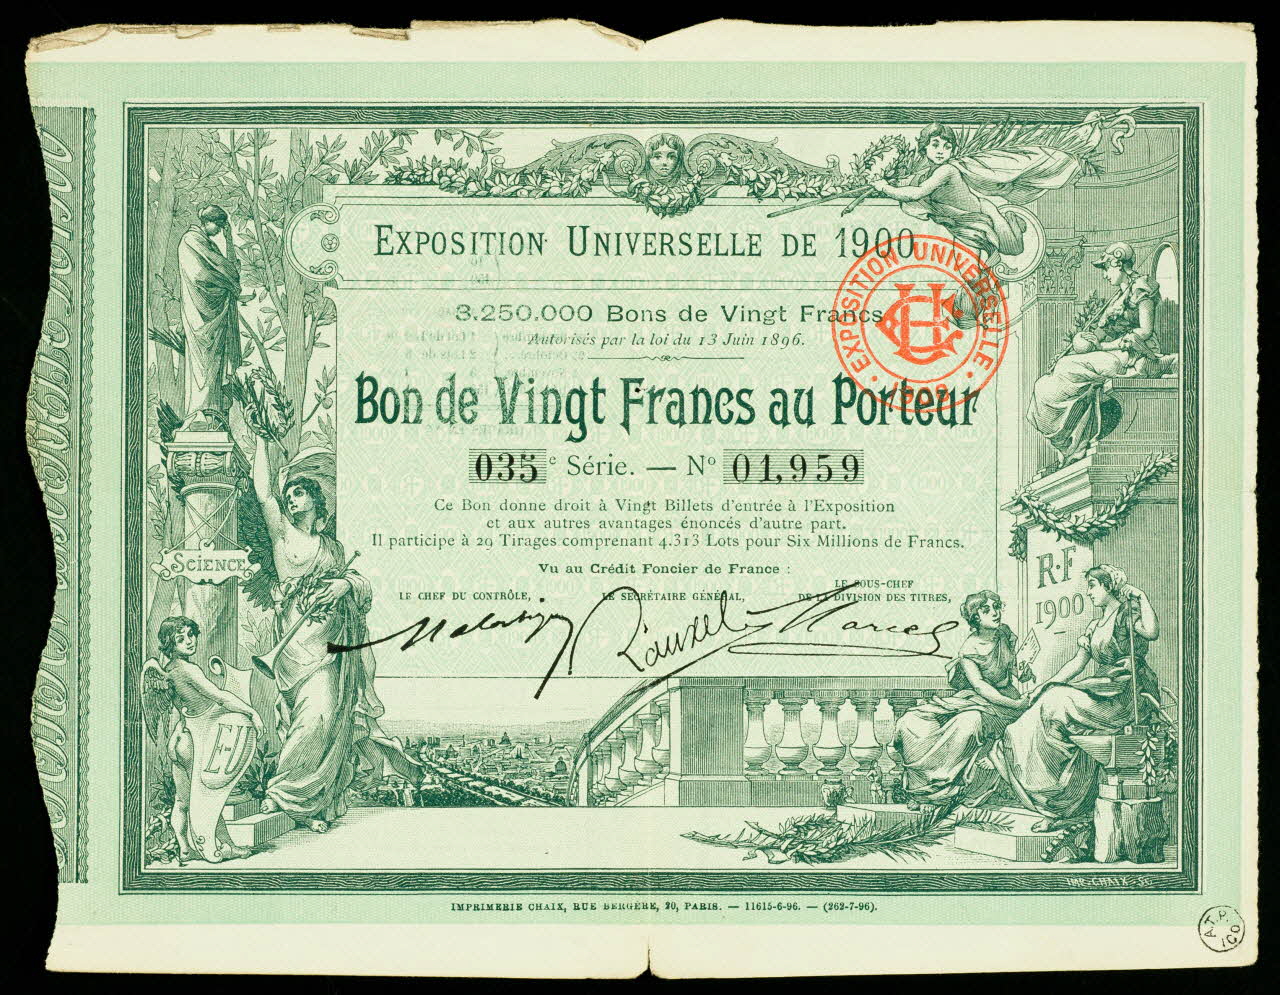 EXPOSITION UNIVERSELLE DE 1900
3.250.000 Bons de Vingt Francs
Autorisés par la loi du 13 Juin 1896.
Bon de Vingt Francs au Porteur
035e Série. — No 01,959
Ce Bon donne droit à Vingt Billets d'entrée à l'Exposition
et aux autres avantages énoncés d'autre part.
Il participe à 29 Tirages comprenant 4.313 Lots pour Six Millions de Francs.
Vu au Crédit Foncier de France :
LE CHEF DU CONTRÔLE,
LE SECRÉTAIRE GÉNÉRAL,
LE SOUS-CHEF
DE LA DIVISION DES TITRES,
EXPOSITION UNIVERSELLE
• 1900 •
SCIENCE
R·F
1900
IMP. CHAIX. SC
IMPRIMERIE CHAIX, RUE BERGÈRE, 20, PARIS. — 11615-6-96. — (262-7-96).
A.T.P.
ICO